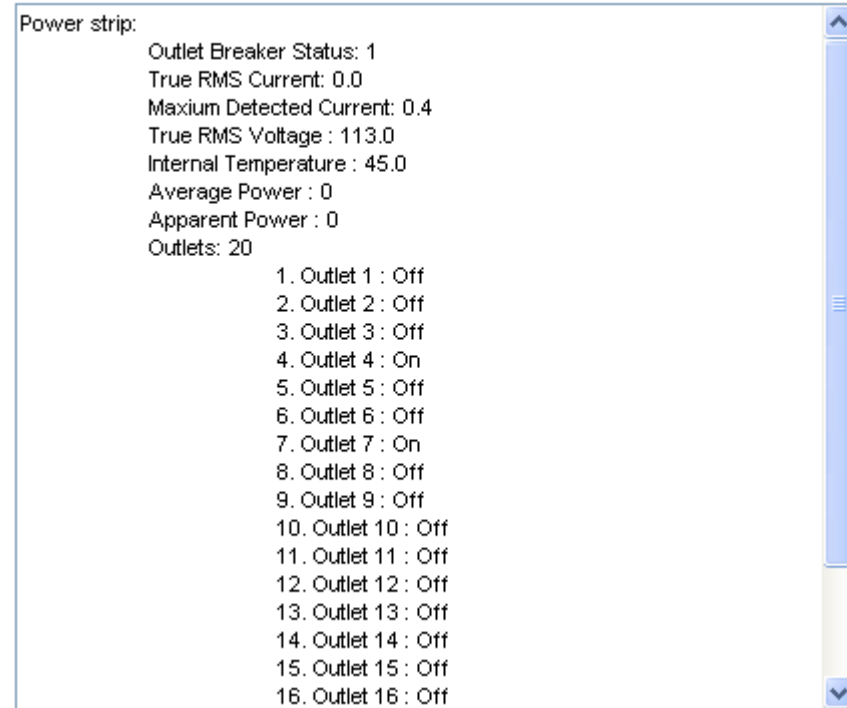 Power strip:
Outlet Breaker Status: 1
True RMS Current: 0.0
Maxium Detected Current: 0.4
True RMS Voltage : 113.0
Internal Temperature : 45.0
Average Power : 0
Apparent Power : 0
Outlets: 20
1. Outlet 1 : Off
2. Outlet 2 : Off
3. Outlet 3 : Off
4. Outlet 4 : On
5. Outlet 5 : Off
6. Outlet 6 : Off
7. Outlet 7 : On
8. Outlet 8 : Off
9. Outlet 9 : Off
10. Outlet 10 : Off
11. Outlet 11 : Off
12. Outlet 12 : Off
13. Outlet 13 : Off
14. Outlet 14 : Off
15. Outlet 15 : Off
16. Outlet 16 : Off